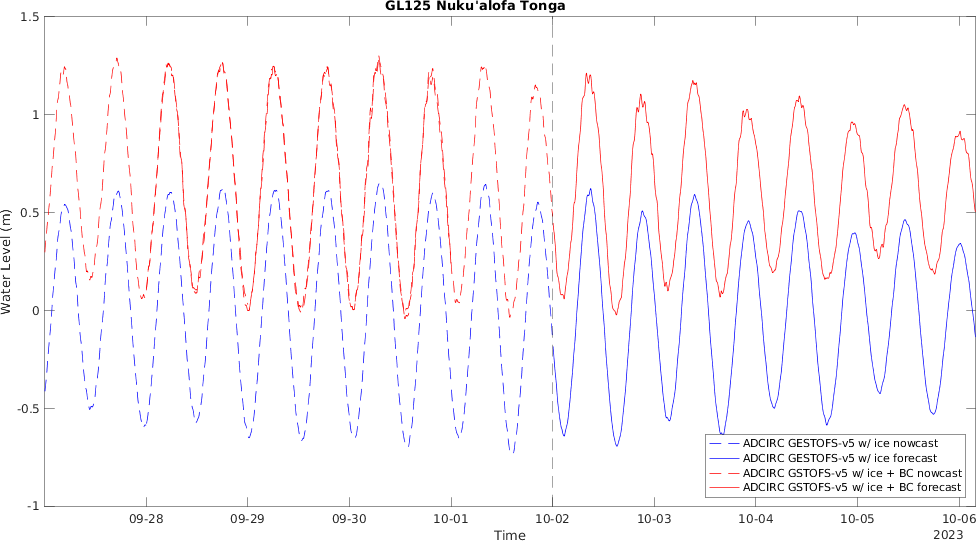 GL125 Nuku'alofa Tonga
1.5
1
0.5
0
-0.5
-1
Water Level (m)
09-28 09-29 09-30 10-01 10-02 10-03 10-04 10-05 10-06
Time
2023
ADCIRC GESTOFS-v5 w/ ice nowcast
ADCIRC GESTOFS-v5 w/ ice forecast
ADCIRC GSTOFS-v5 w/ ice + BC nowcast
ADCIRC GSTOFS-v5 w/ ice + BC forecast